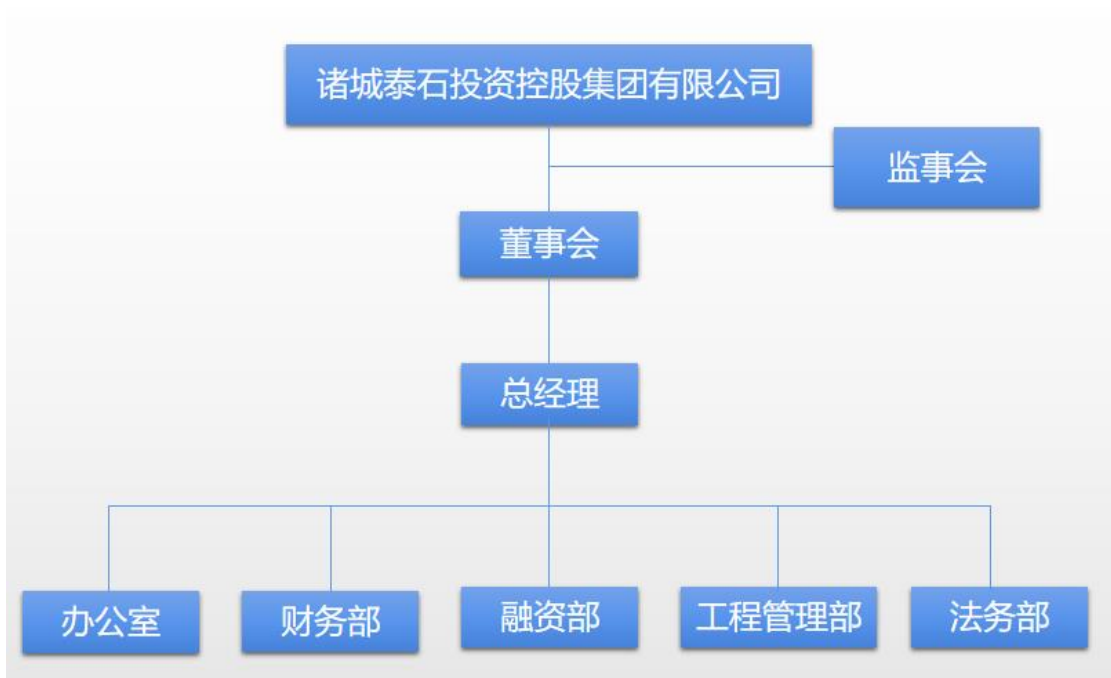 诸城泰石投资控股集团有限公司
监事会
董事会
总经理
办公室
财务部
融资部
工程管理部
法务部